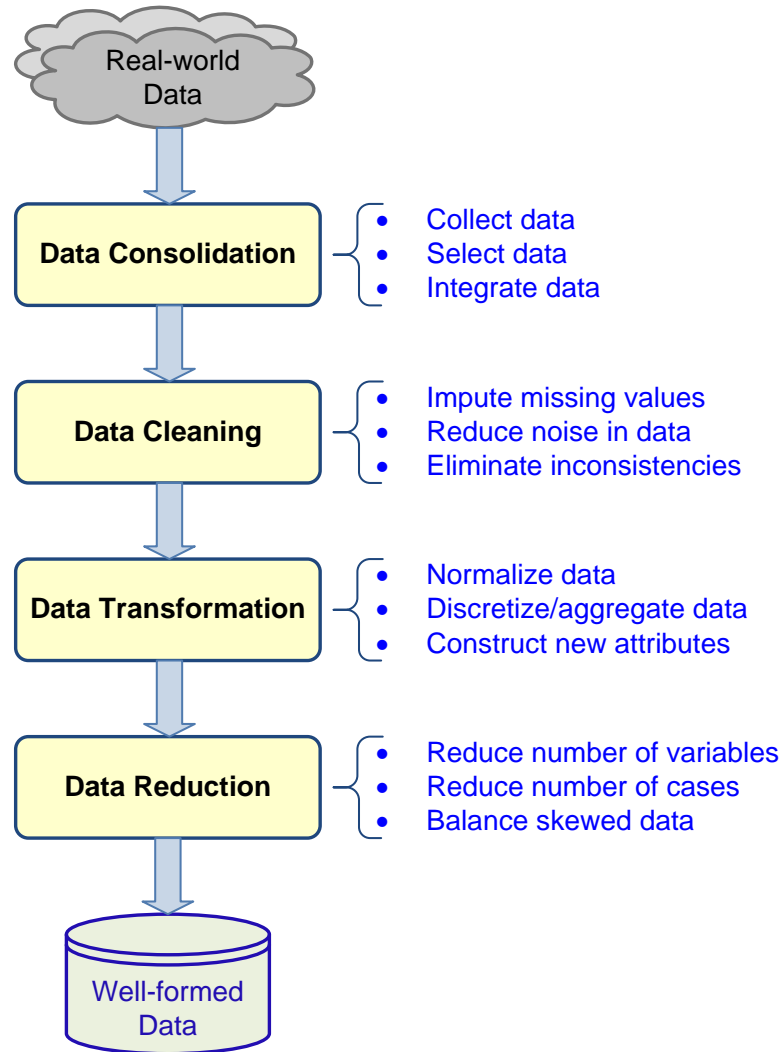 Real-world
Data
Data Consolidation
• Collect data
• Select data
• Integrate data
Data Cleaning
• Impute missing values
• Reduce noise in data
• Eliminate inconsistencies
Data Transformation
• Normalize data
• Discretize/aggregate data
• Construct new attributes
Data Reduction
• Reduce number of variables
• Reduce number of cases
• Balance skewed data
Well-formed
Data